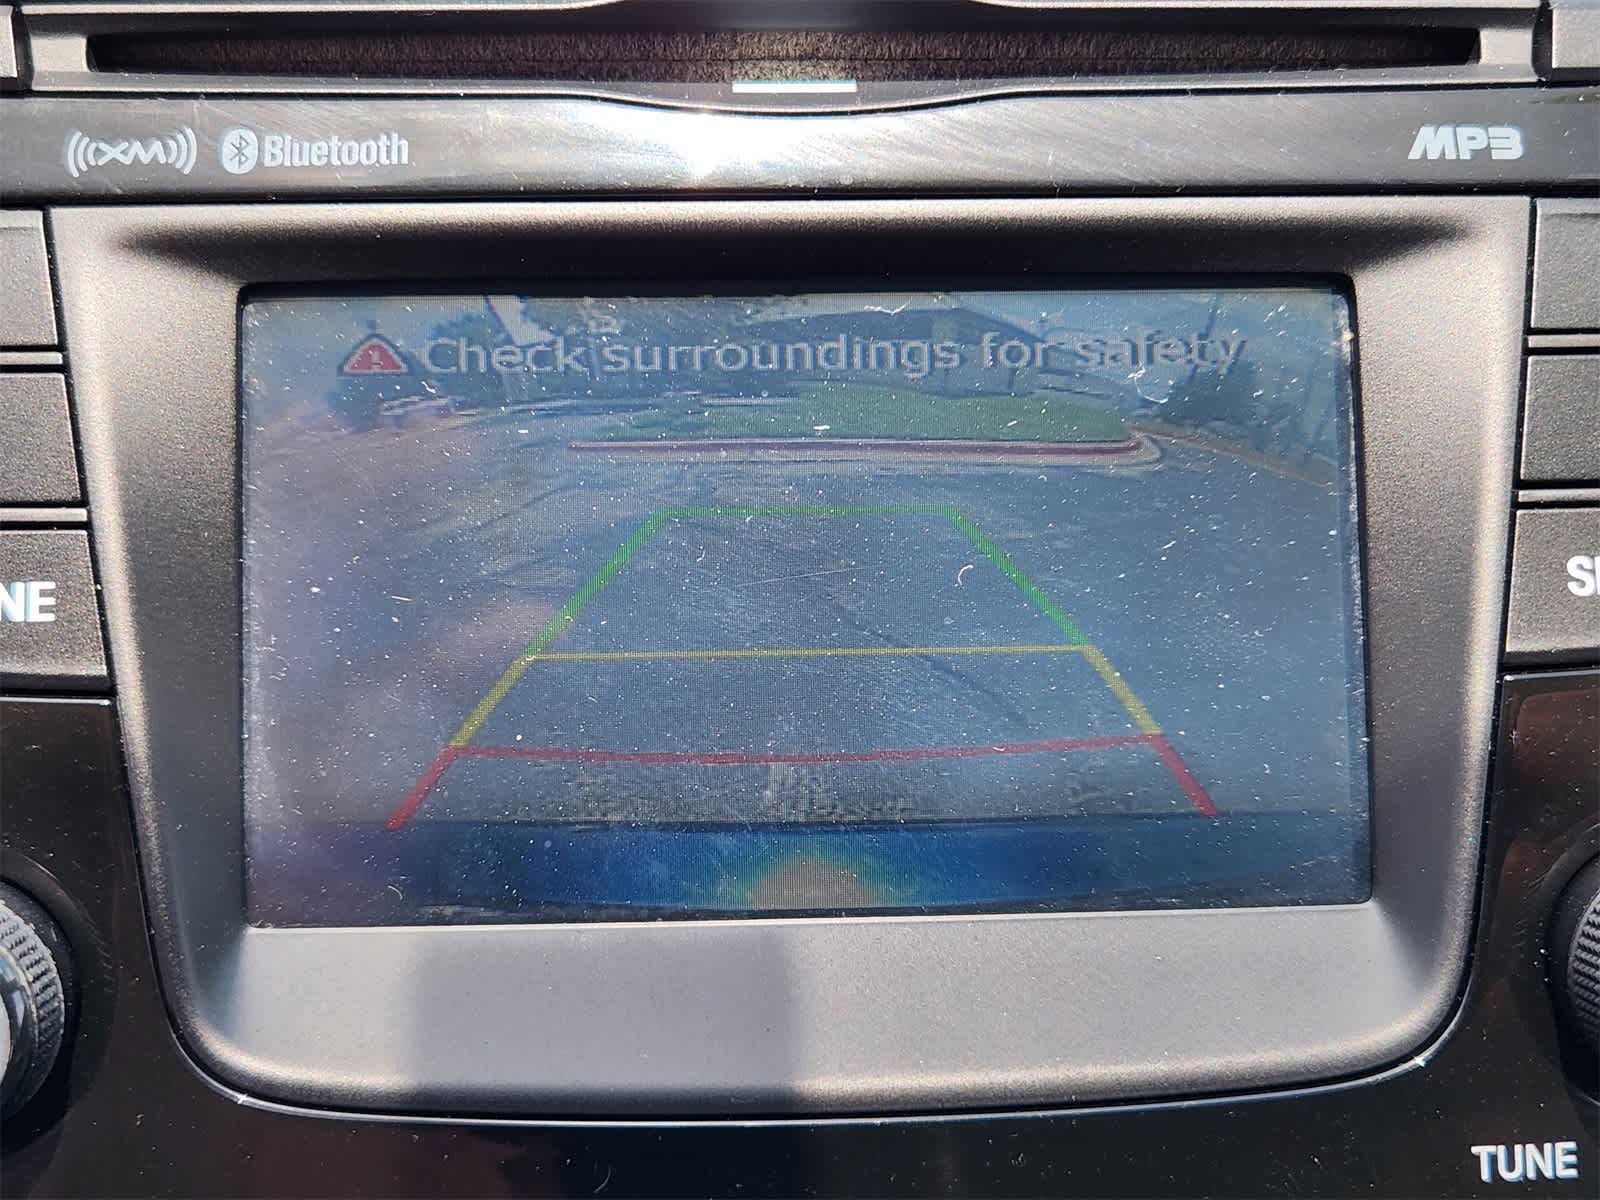 XM Bluetooth MP3
Check surroundings for safety
NE
TUNE